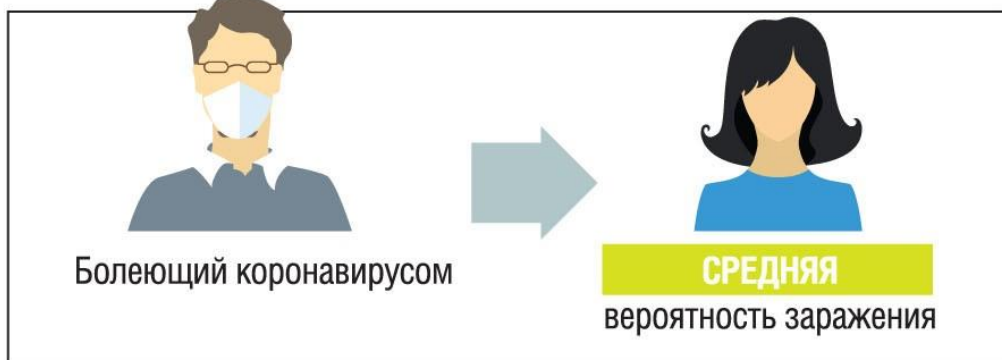 Болеющий коронавирусом
СРЕДНЯЯ
вероятность заражения